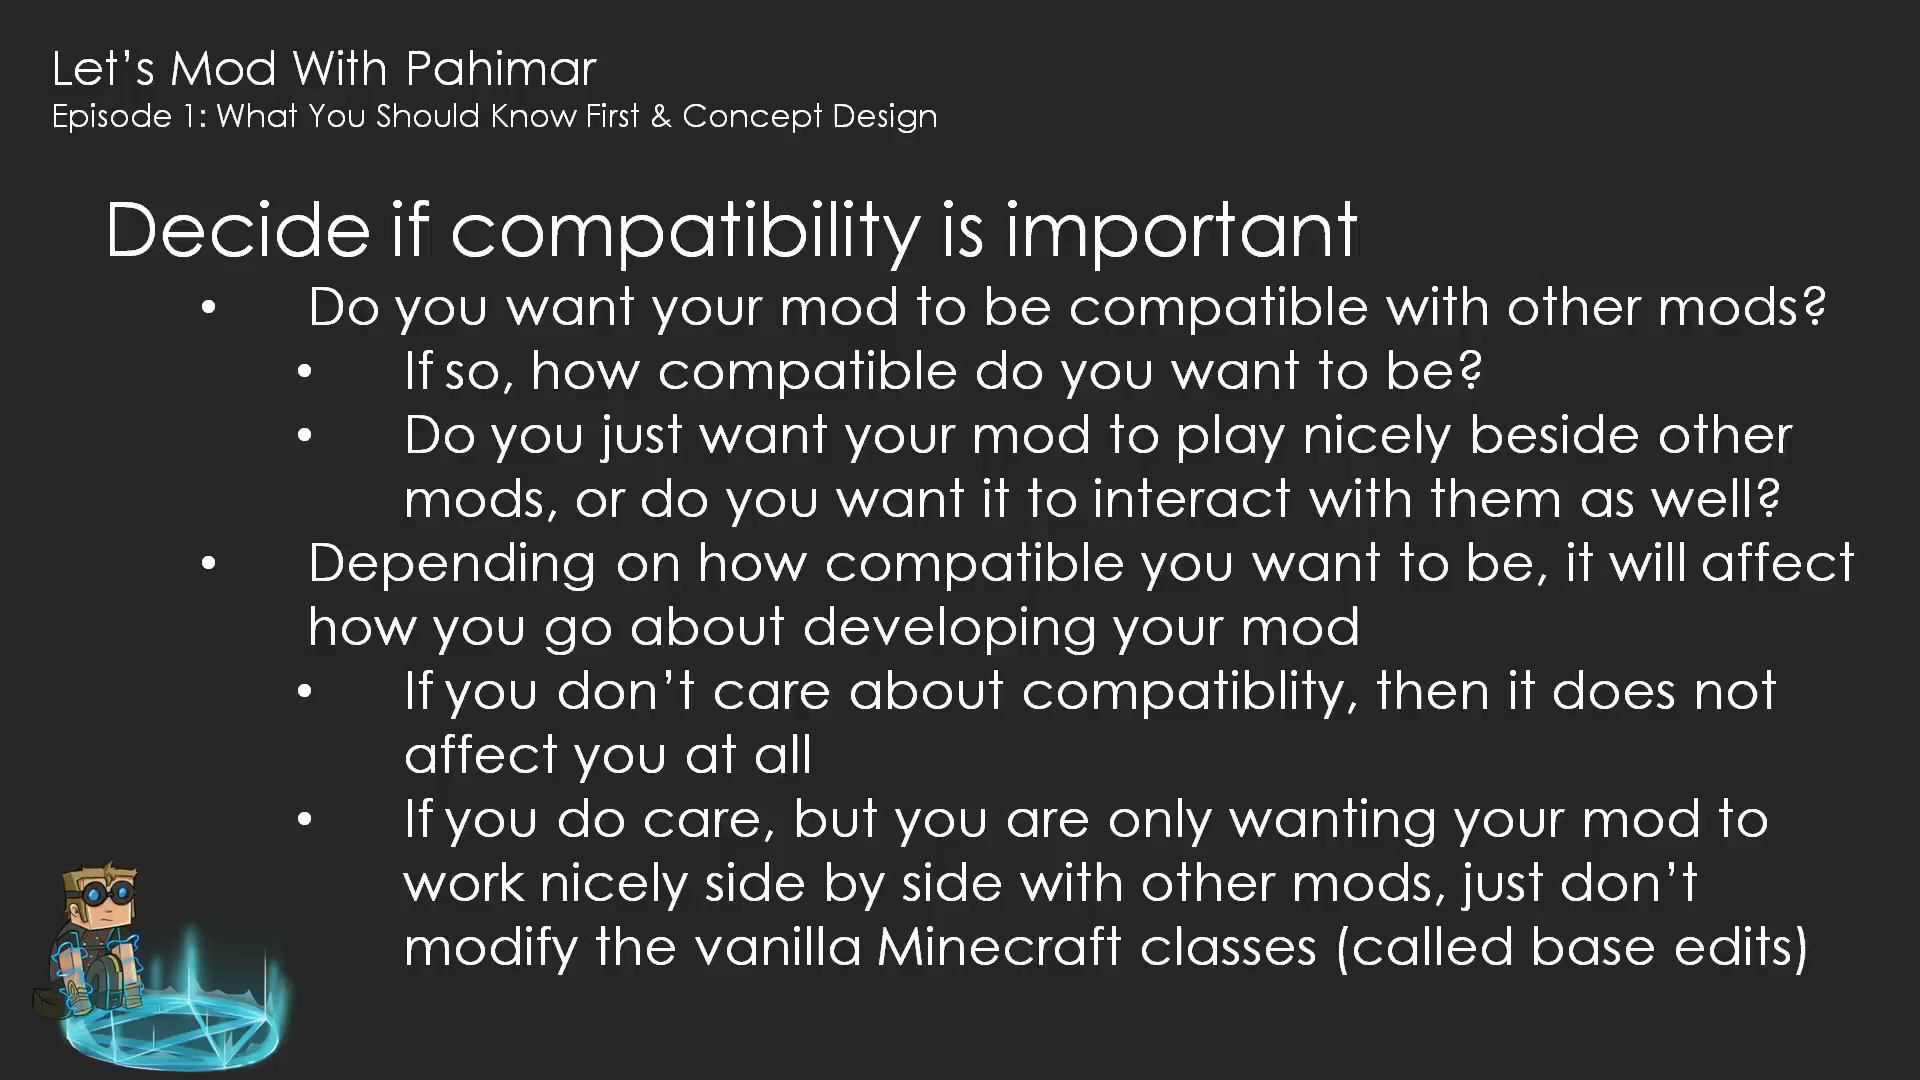 Let’s Mod With Pahimar
Episode 1: What You Should Know First & Concept Design
Decide if compatibility is important
• Do you want your mod to be compatible with other mods?
• If so, how compatible do you want to be?
• Do you just want your mod to play nicely beside other
mods, or do you want it to interact with them as well?
• Depending on how compatible you want to be, it will affect
how you go about developing your mod
• If you don’t care about compatiblity, then it does not
affect you at all
• If you do care, but you are only wanting your mod to
work nicely side by side with other mods, just don’t
modify the vanilla Minecraft classes (called base edits)